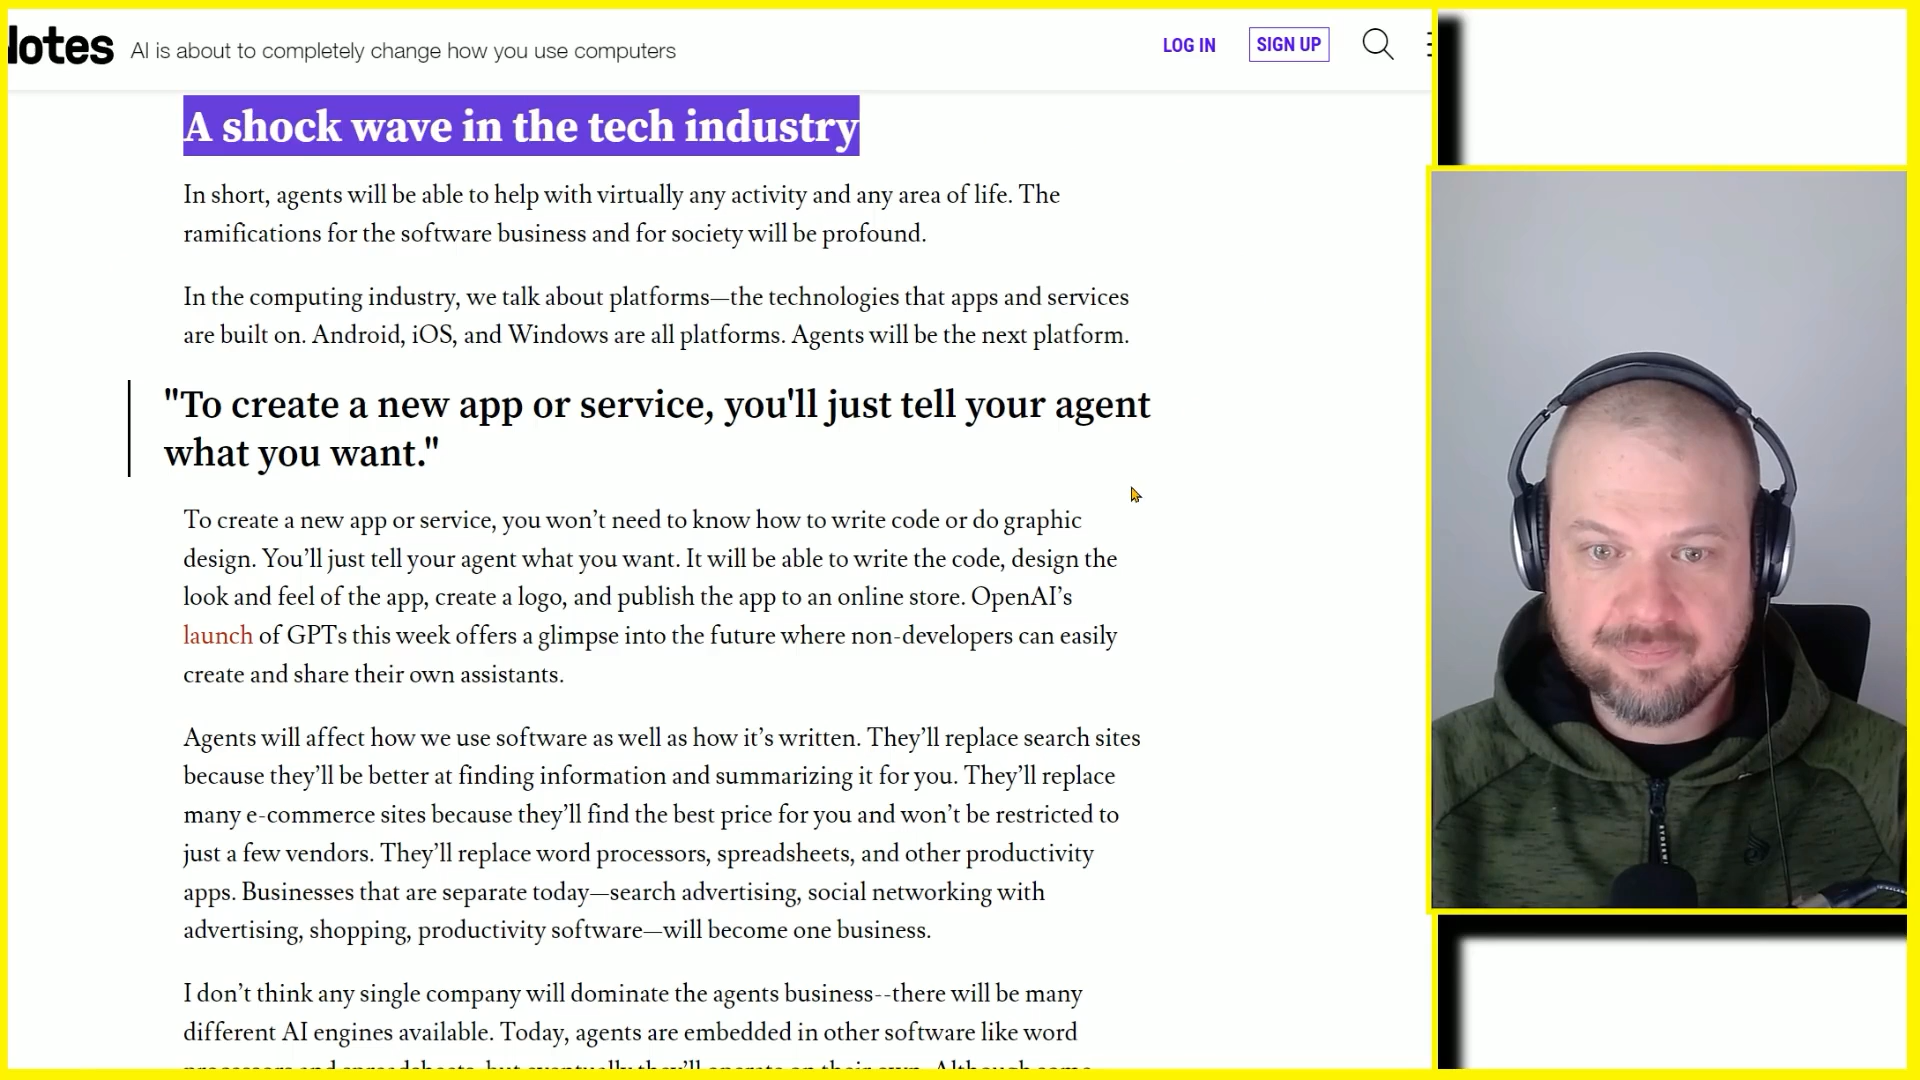 Notes AI is about to completely change how you use computers LOG IN SIGN UP
A shock wave in the tech industry
In short, agents will be able to help with virtually any activity and any area of life. The
ramifications for the software business and for society will be profound.
In the computing industry, we talk about platforms—the technologies that apps and services
are built on. Android, iOS, and Windows are all platforms. Agents will be the next platform.
"To create a new app or service, you'll just tell your agent
what you want."
To create a new app or service, you won’t need to know how to write code or do graphic
design. You’ll just tell your agent what you want. It will be able to write the code, design the
look and feel of the app, create a logo, and publish the app to an online store. OpenAI’s
launch of GPTs this week offers a glimpse into the future where non-developers can easily
create and share their own assistants.
Agents will affect how we use software as well as how it’s written. They’ll replace search sites
because they’ll be better at finding information and summarizing it for you. They’ll replace
many e-commerce sites because they’ll find the best price for you and won’t be restricted to
just a few vendors. They’ll replace word processors, spreadsheets, and other productivity
apps. Businesses that are separate today—search advertising, social networking with
advertising, shopping, productivity software—will become one business.
I don’t think any single company will dominate the agents business--there will be many
different AI engines available. Today, agents are embedded in other software like word
processors and spreadsheets, but eventually they’ll operate on their own. Although some